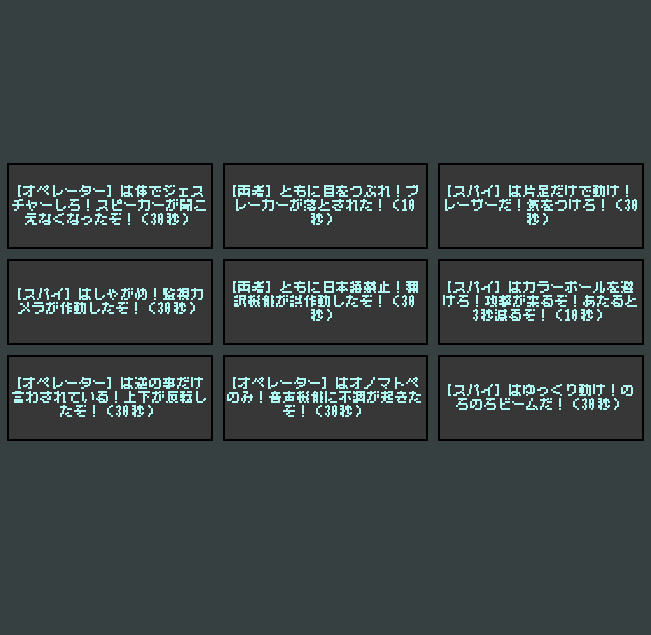 [オペレーター] は体でジェス
チャーしろ！スピーカーが聞こ
えなくなったぞ！(30秒)
[両者] ともに目をつぶれ！ブ
レーカーが落とされた！(10
秒)
[スパイ] は片足だけで動け！
レーザーだ！気をつけろ！(30
秒)
[スパイ] はしゃがめ！監視カ
メラが作動したぞ！(30秒)
[両者] ともに日本語禁止！翻
訳機能が誤作動したぞ！(30
秒)
[スパイ] はカラーボールを避
けろ！攻撃が来るぞ！あたると
3秒減るぞ！(10秒)
[オペレーター] は逆の事だけ
言わされている！上下が反転し
たぞ！(30秒)
[オペレーター] はオノマトペ
のみ！音声機能に不調が起きた
ぞ！(30秒)
[スパイ] はゆっくり動け！の
ろのろビームだ！(30秒)